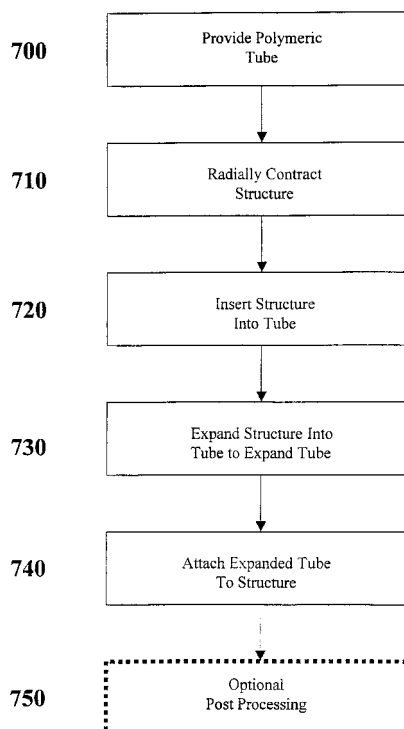 700
Provide Polymeric
Tube
710
Radially Contract
Structure
720
Insert Structure
Into Tube
730
Expand Structure Into
Tube to Expand Tube
740
Attach Expanded Tube
To Structure
750
Optional
Post Processing